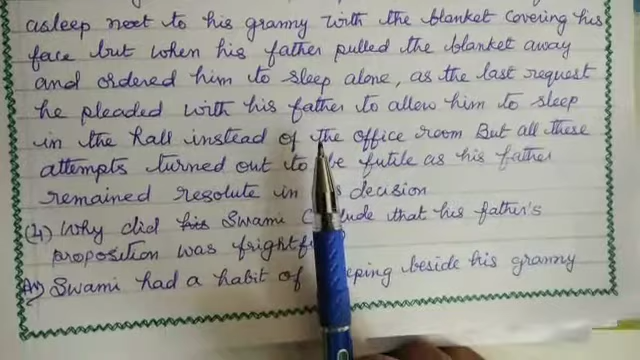 asleep next to his granny with the blanket covering his
face but when his father pulled the blanket away
and ordered him to sleep alone, as the last request
he pleaded with his father to allow him to sleep
in the hall instead of the office room But all these
attempts turned out to be futile as his father
remained resolute in decision
(4) Why did his Swami that his father's
proposition was
Ans) Swami had a habit of beside his granny